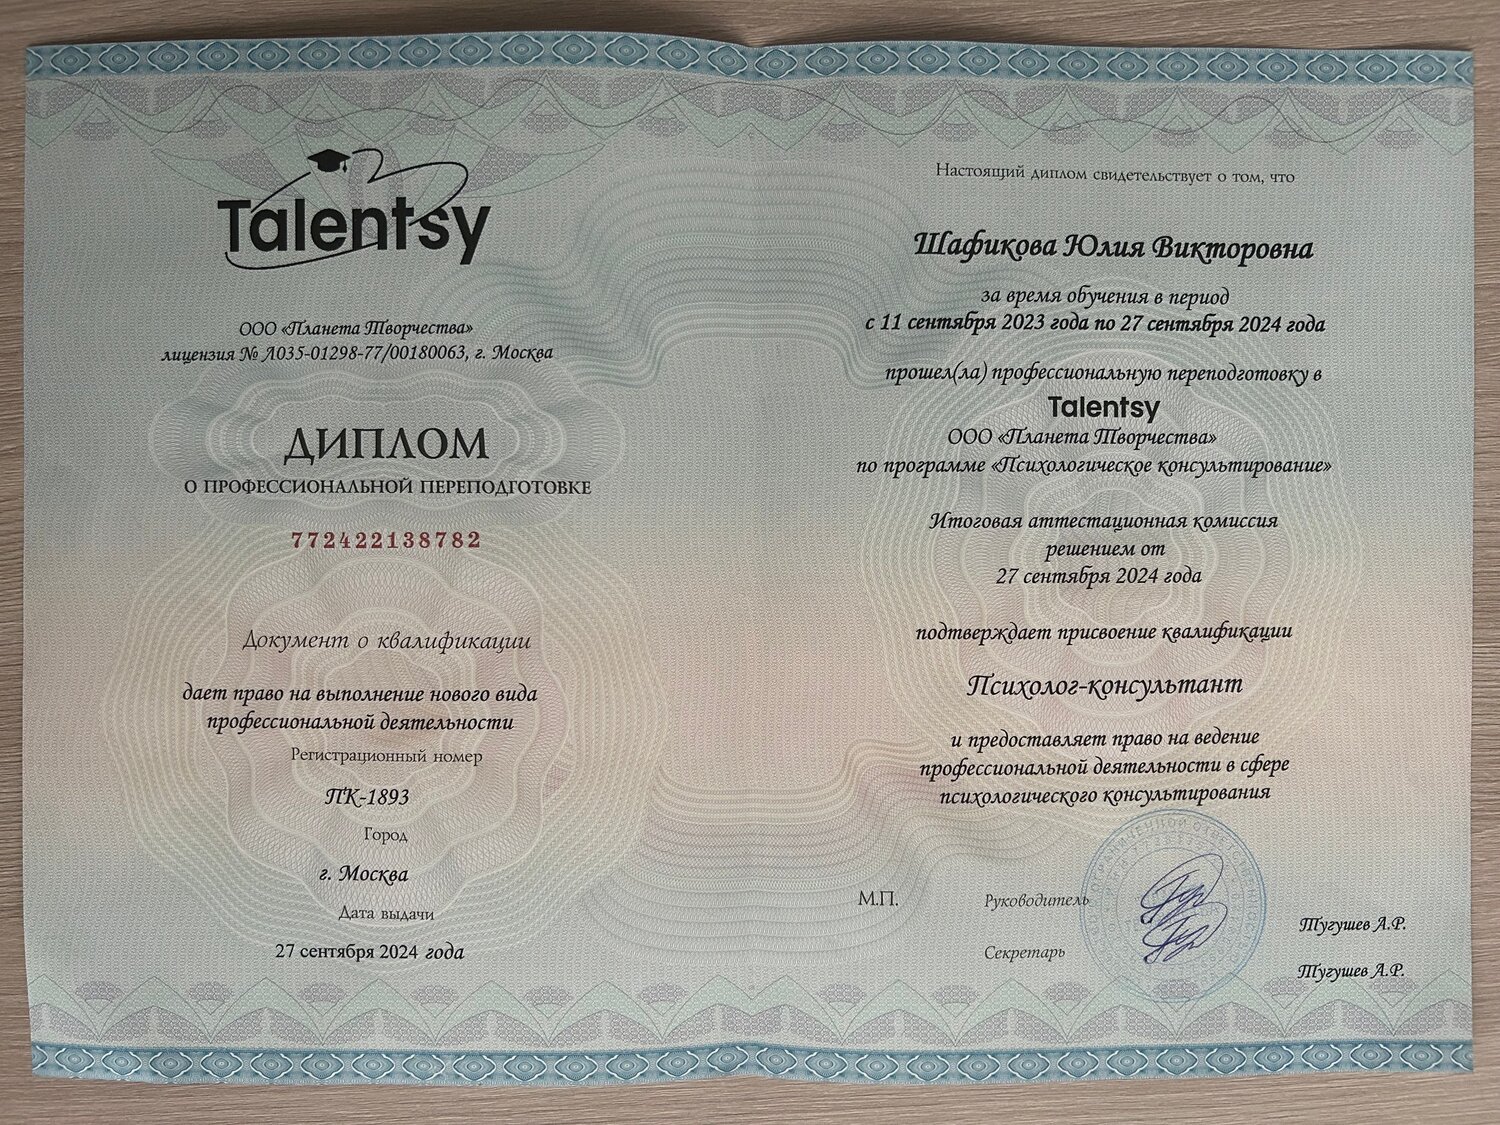 Talentsy
ООО «Планета Творчества»
лицензия № Л035-01298-77/00180063, г. Москва
ДИПЛОМ
О ПРОФЕССИОНАЛЬНОЙ ПЕРЕПОДГОТОВКЕ
772422138782
Документ о квалификации
дает право на выполнение нового вида
профессиональной деятельности
Регистрационный номер
ПК-1893
Город
г. Москва
Дата выдачи
27 сентября 2024 года
Настоящий диплом свидетельствует о том, что
Шафикова Юлия Викторовна
за время обучения в период
с 11 сентября 2023 года по 27 сентября 2024 года
прошел(ла) профессиональную переподготовку в
Talentsy
ООО «Планета Творчества»
по программе «Психологическое консультирование»
Итоговая аттестационная комиссия
решением от
27 сентября 2024 года
подтверждает присвоение квалификации
Психолог-консультант
и предоставляет право на ведение
профессиональной деятельности в сфере
психологического консультирования
М.П.
Руководитель
Тугушев А.Р.
Секретарь
Тугушев А.Р.